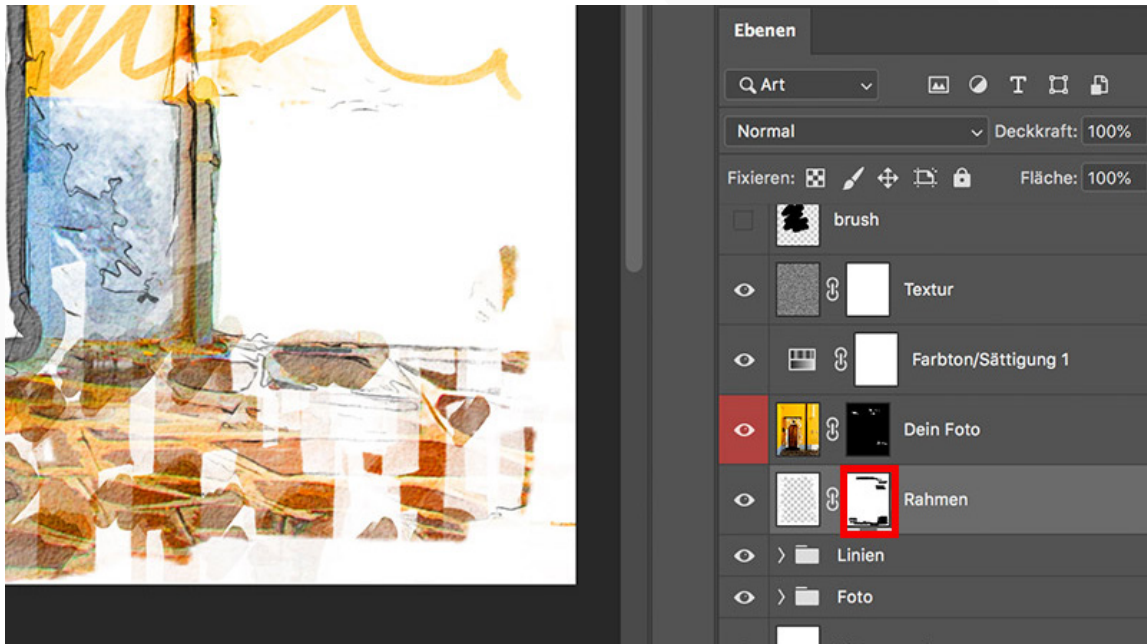 Ebenen
Art
Normal Deckkraft: 100%
Fixieren: Fläche: 100%
brush
Textur
Farbton/Sättigung 1
Dein Foto
Rahmen
Linien
Foto